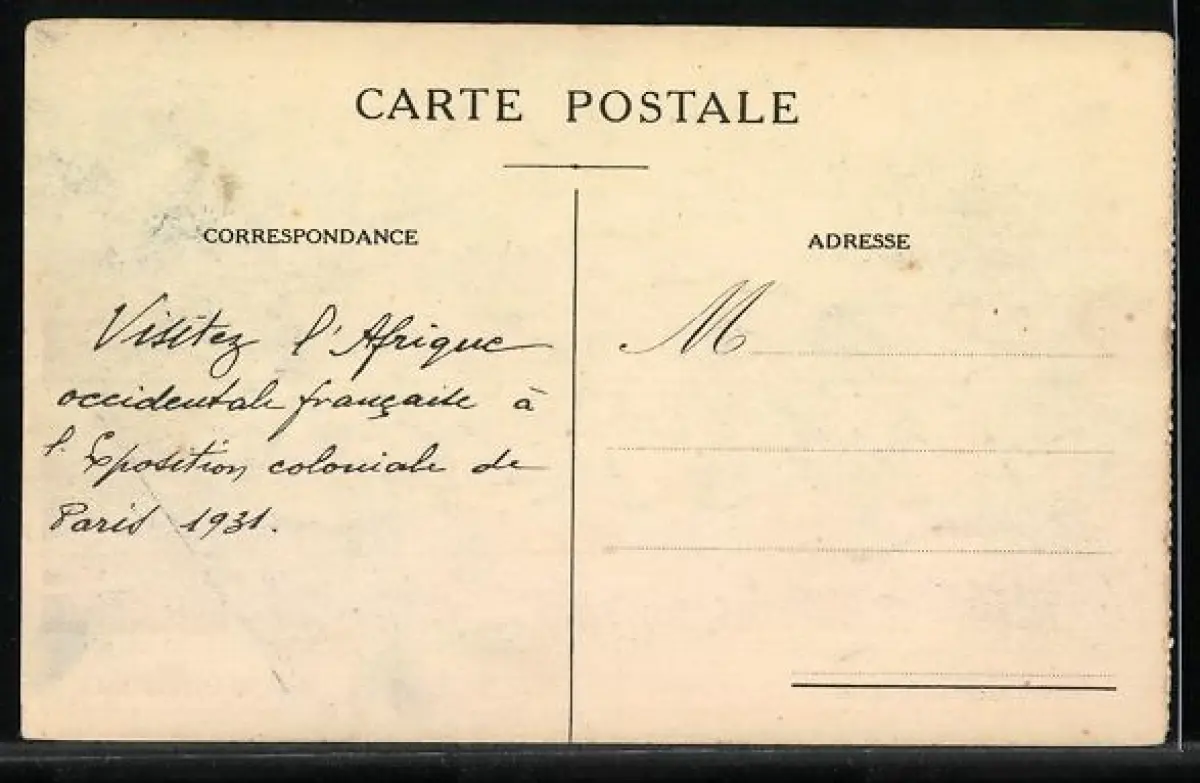 CARTE POSTALE
CORRESPONDANCE
ADRESSE
Visitez l'Afrique
occidentale française à
l'Exposition coloniale de
Paris 1931.
M